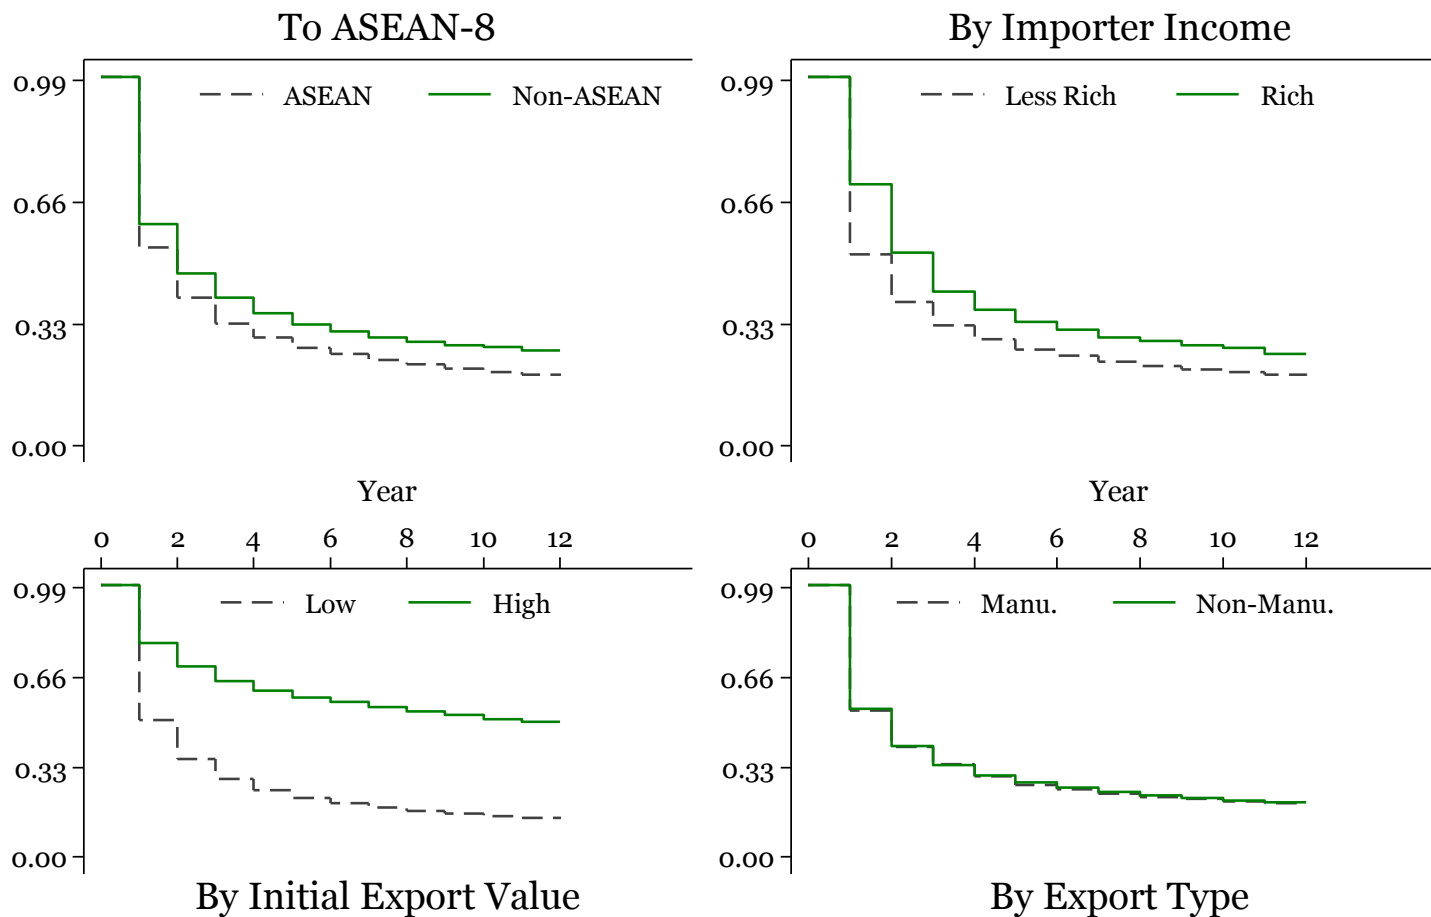 To ASEAN-8
By Importer Income
0.99
ASEAN
Non-ASEAN
0.66
0.33
0.00
0.99
Less Rich
Rich
0.66
0.33
0.00
Year
0 2 4 6 8 10 12
Year
0 2 4 6 8 10 12
0.99
Low
High
0.66
0.33
0.00
0.99
Manu.
Non-Manu.
0.66
0.33
0.00
By Initial Export Value
By Export Type